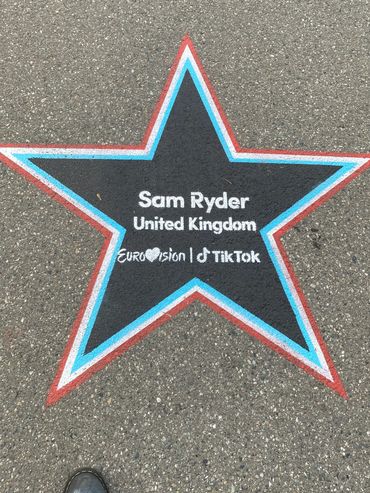 Sam Ryder
United Kingdom
EUROVISION | TikTok